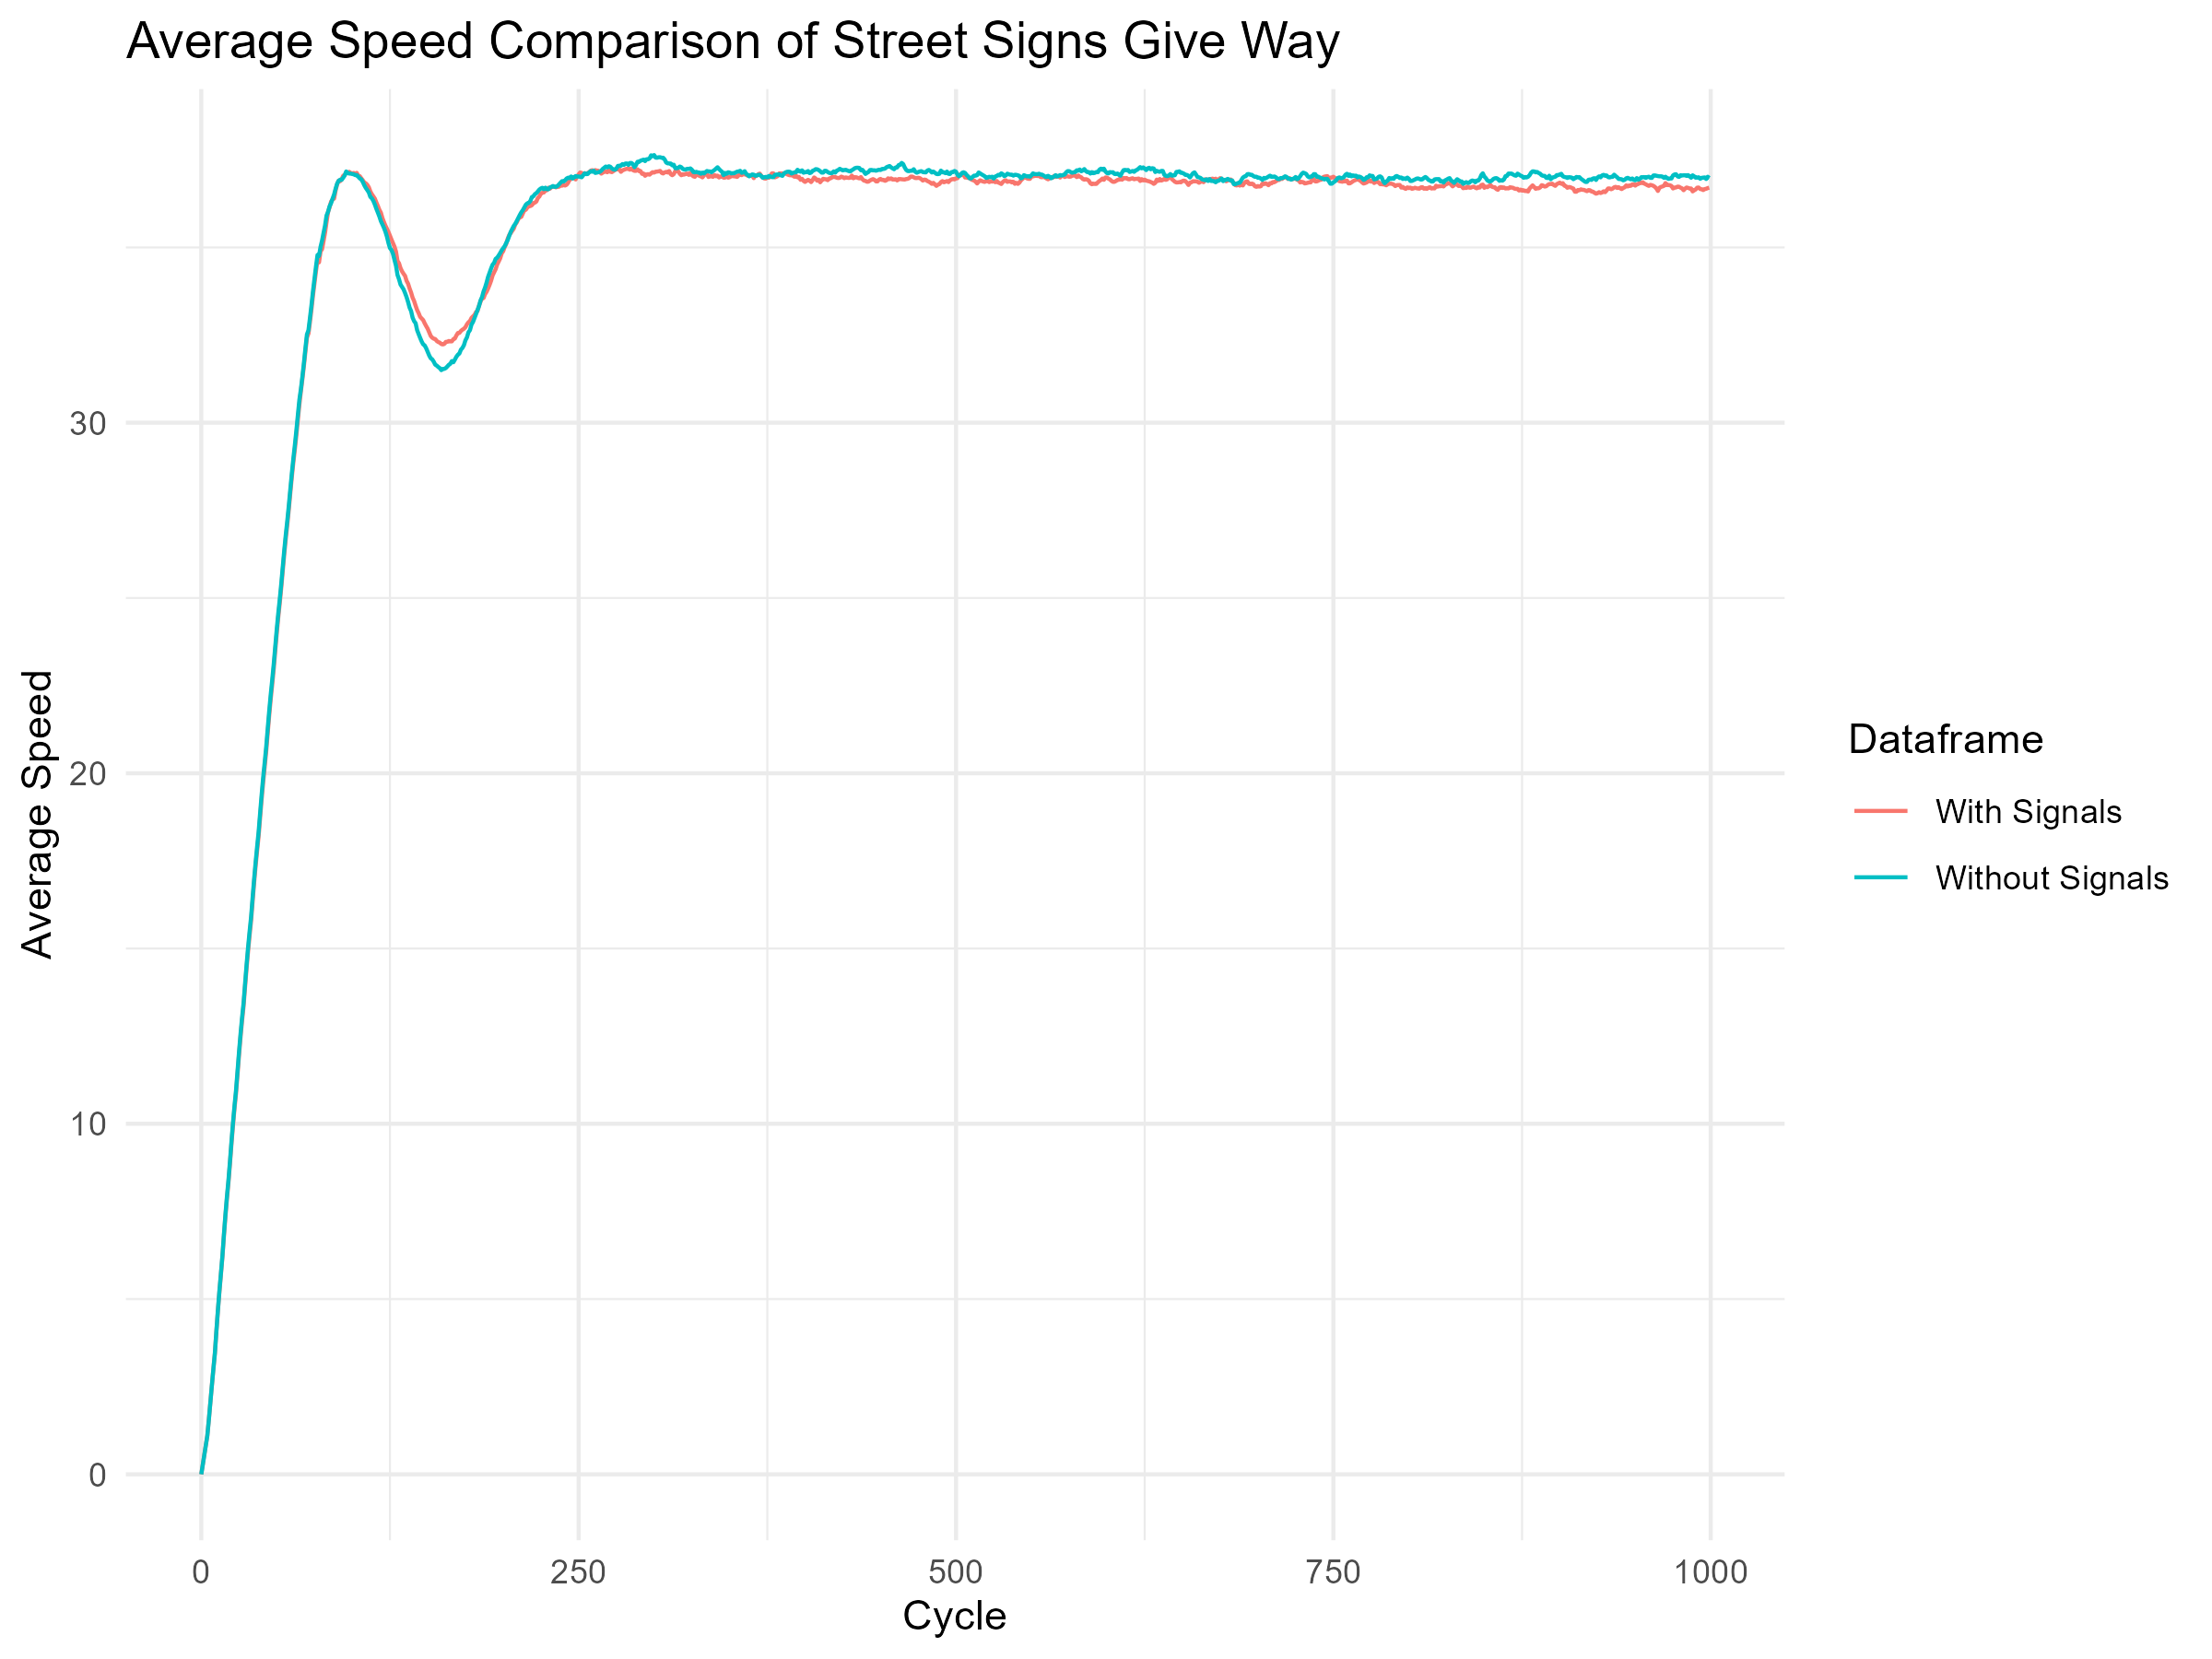 Average Speed Comparison of Street Signs Give Way
Average Speed
30
20
10
0
0
250
500
750
1000
Cycle
Dataframe
With Signals
Without Signals